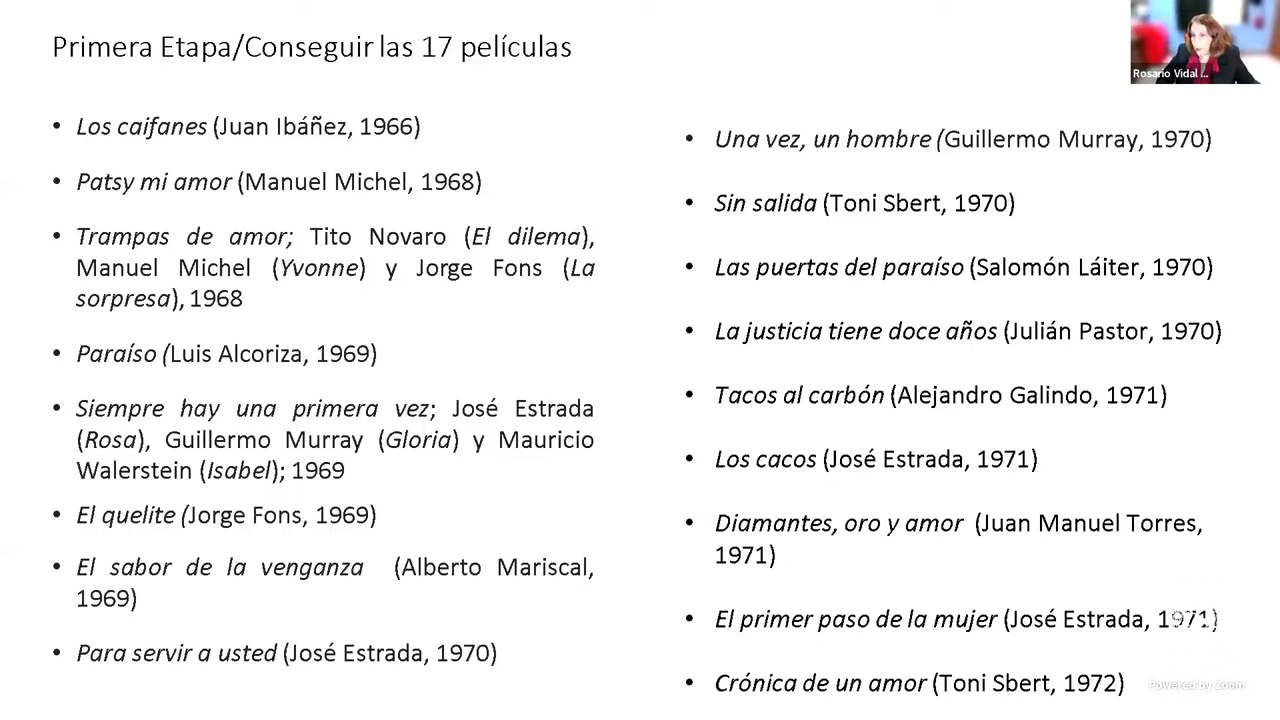 Primera Etapa/Conseguir las 17 películas
• Los caifanes (Juan Ibáñez, 1966)
• Patsy mi amor (Manuel Michel, 1968)
• Trampas de amor; Tito Novaro (El dilema),
Manuel Michel (Yvonne) y Jorge Fons (La
sorpresa), 1968
• Paraíso (Luis Alcoriza, 1969)
• Siempre hay una primera vez; José Estrada
(Rosa), Guillermo Murray (Gloria) y Mauricio
Walerstein (Isabel); 1969
• El quelite (Jorge Fons, 1969)
• El sabor de la venganza (Alberto Mariscal,
1969)
• Para servir a usted (José Estrada, 1970)
• Una vez, un hombre (Guillermo Murray, 1970)
• Sin salida (Toni Sbert, 1970)
• Las puertas del paraíso (Salomón Láiter, 1970)
• La justicia tiene doce años (Julián Pastor, 1970)
• Tacos al carbón (Alejandro Galindo, 1971)
• Los cacos (José Estrada, 1971)
• Diamantes, oro y amor (Juan Manuel Torres,
1971)
• El primer paso de la mujer (José Estrada, 1971)
• Crónica de un amor (Toni Sbert, 1972)
Rosario Vidal ...
Powered by Zoom